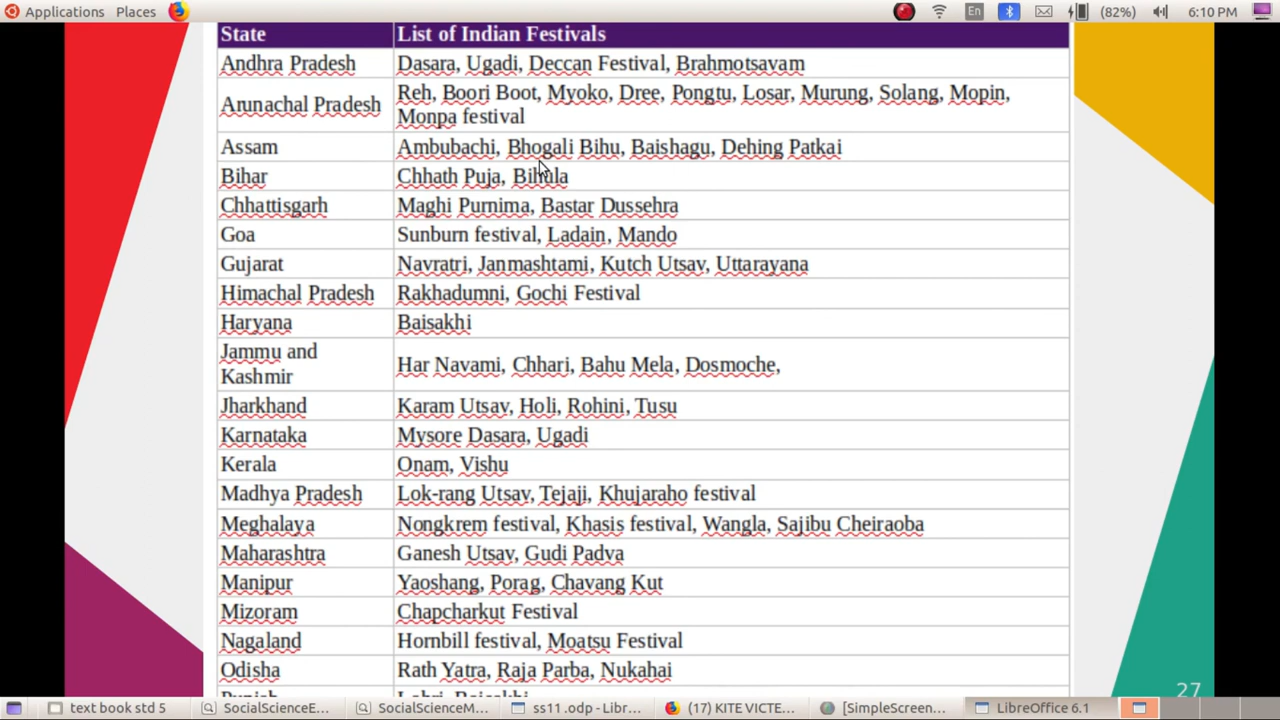 Applications Places En (82%) 6:10 PM
State List of Indian Festivals
Andhra Pradesh Dasara, Ugadi, Deccan Festival, Brahmotsavam
Arunachal Pradesh Reh, Boori Boot, Myoko, Dree, Pongtu, Losar, Murung, Solang, Mopin,
Monpa festival
Assam Ambubachi, Bhogali Bihu, Baishagu, Dehing Patkai
Bihar Chhath Puja, Bihula
Chhattisgarh Maghi Purnima, Bastar Dussehra
Goa Sunburn festival, Ladain, Mando
Gujarat Navratri, Janmashtami, Kutch Utsav, Uttarayana
Himachal Pradesh Rakhadumni, Gochi Festival
Haryana Baisakhi
Jammu and
Kashmir Har Navami, Chhari, Bahu Mela, Dosmoche,
Jharkhand Karam Utsav, Holi, Rohini, Tusu
Karnataka Mysore Dasara, Ugadi
Kerala Onam, Vishu
Madhya Pradesh Lok-rang Utsav, Tejaji, Khujaraho festival
Meghalaya Nongkrem festival, Khasis festival, Wangla, Sajibu Cheiraoba
Maharashtra Ganesh Utsav, Gudi Padva
Manipur Yaoshang, Porag, Chavang Kut
Mizoram Chapcharkut Festival
Nagaland Hornbill festival, Moatsu Festival
Odisha Rath Yatra, Raja Parba, Nukahai
27
text book std 5 SocialScienceE... SocialScienceM... ss11.odp - Libr... (17) KITE VICTE... [SimpleScreen... LibreOffice 6.1